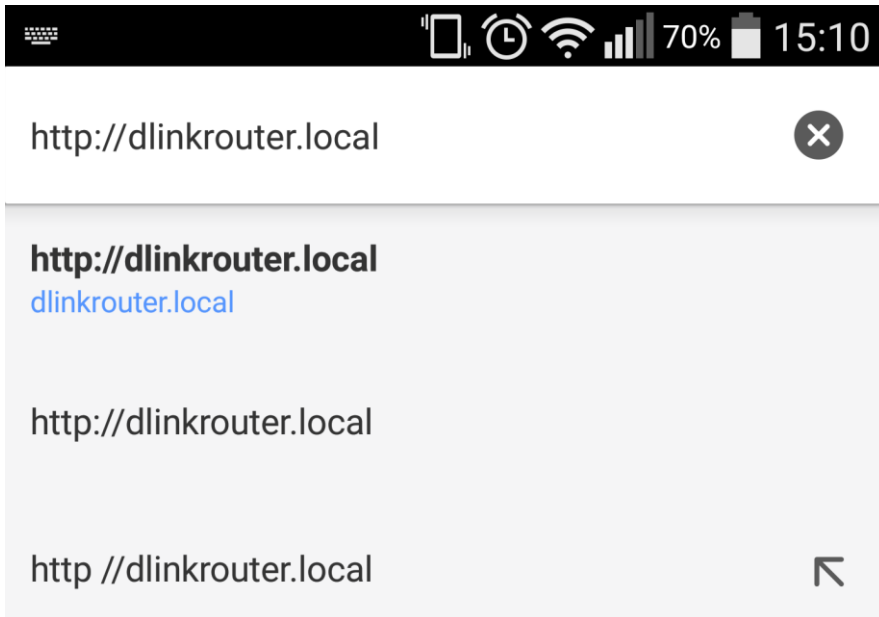 70% 15:10
http://dlinkrouter.local
http://dlinkrouter.local
dlinkrouter.local
http://dlinkrouter.local
http //dlinkrouter.local